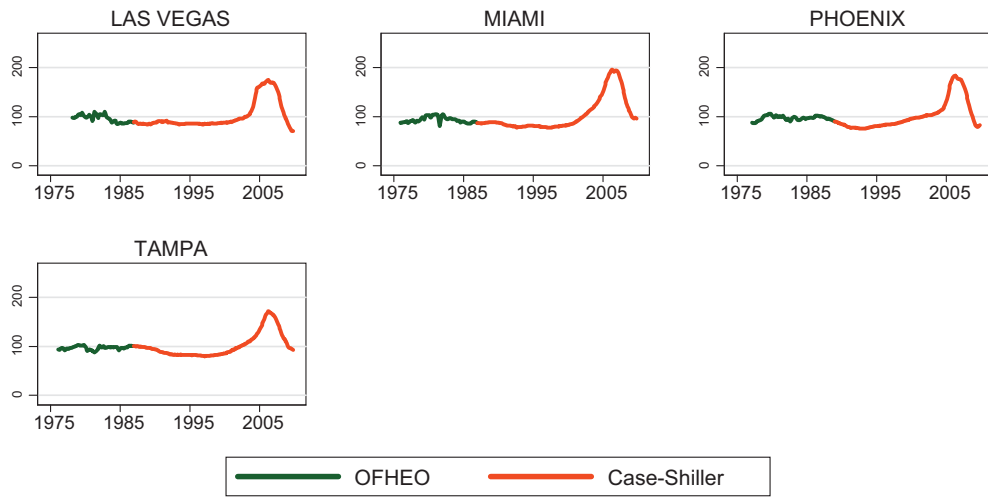 LAS VEGAS MIAMI PHOENIX
200 200 200
100 100 100
0 0 0
1975 1985 1995 2005 1975 1985 1995 2005 1975 1985 1995 2005
TAMPA
200
100
0
1975 1985 1995 2005
OFHEO Case-Shiller